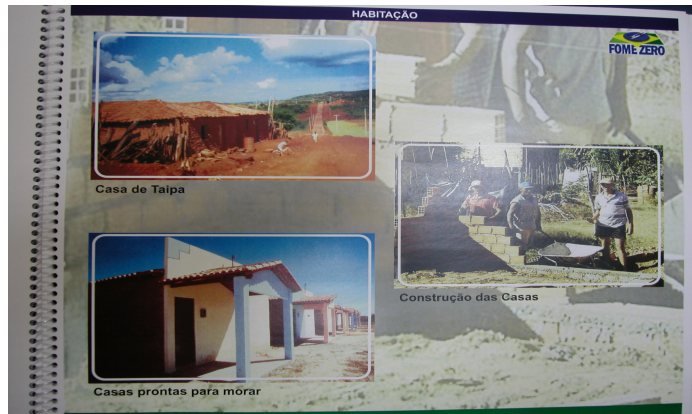 HABITAÇÃO
FOME ZERO
Casa de Taipa
Construção das Casas
Casas prontas para morar